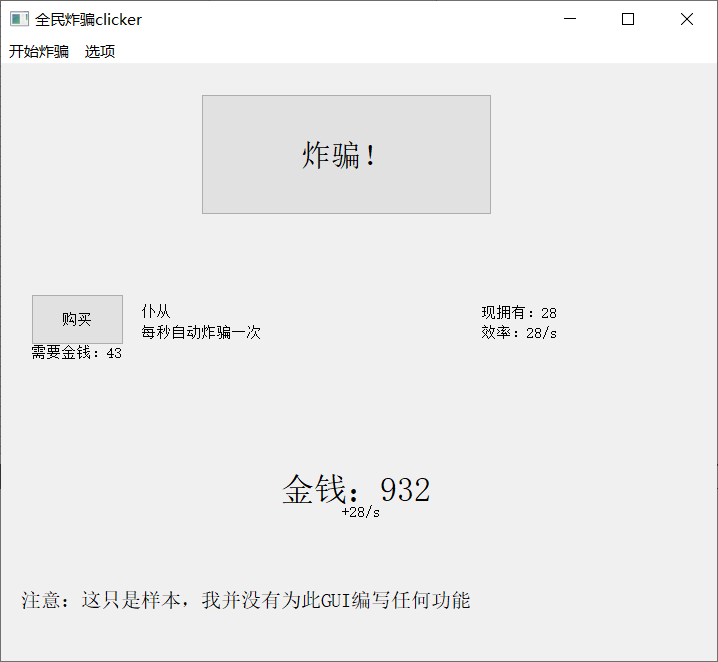 全民炸骗clicker
开始炸骗 选项
炸骗！
购买
需要金钱：43
仆从
每秒自动炸骗一次
现拥有：28
效率：28/s
金钱：932
+28/s
注意：这只是样本，我并没有为此GUI编写任何功能